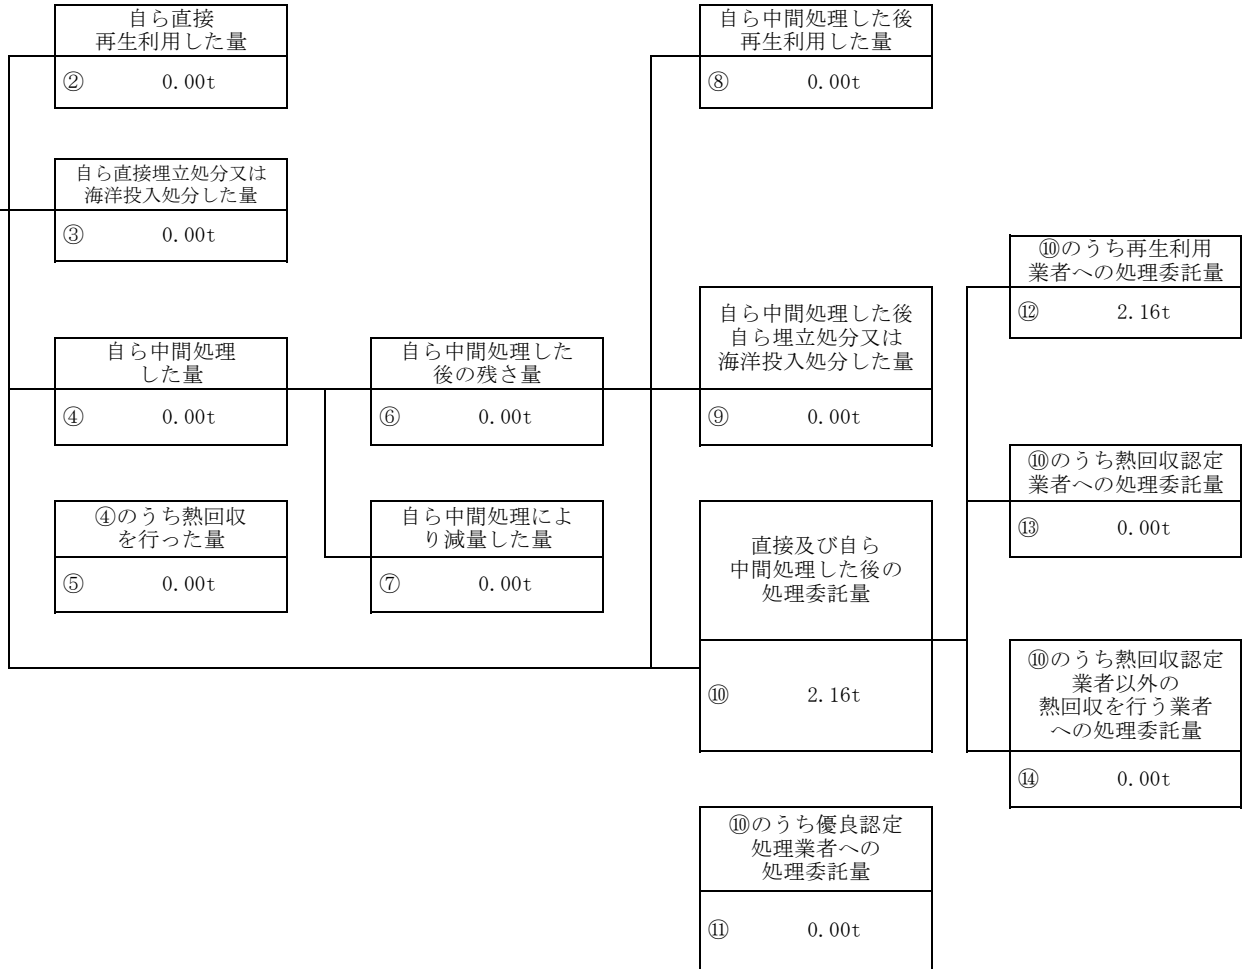 自ら直接
再生利用した量
② 0.00t
自ら直接埋立処分又は
海洋投入処分した量
③ 0.00t
自ら中間処理
した量
④ 0.00t
④のうち熱回収
を行った量
⑤ 0.00t
自ら中間処理した
後の残さ量
⑥ 0.00t
自ら中間処理によ
り減量した量
⑦ 0.00t
自ら中間処理した後
再生利用した量
⑧ 0.00t
自ら中間処理した後
自ら埋立処分又は
海洋投入処分した量
⑨ 0.00t
直接及び自ら
中間処理した後の
処理委託量
⑩ 2.16t
⑩のうち優良認定
処理業者への
処理委託量
⑪ 0.00t
⑩のうち再生利用
業者への処理委託量
⑫ 2.16t
⑩のうち熱回収認定
業者への処理委託量
⑬ 0.00t
⑩のうち熱回収認定
業者以外の
熱回収を行う業者
への処理委託量
⑭ 0.00t